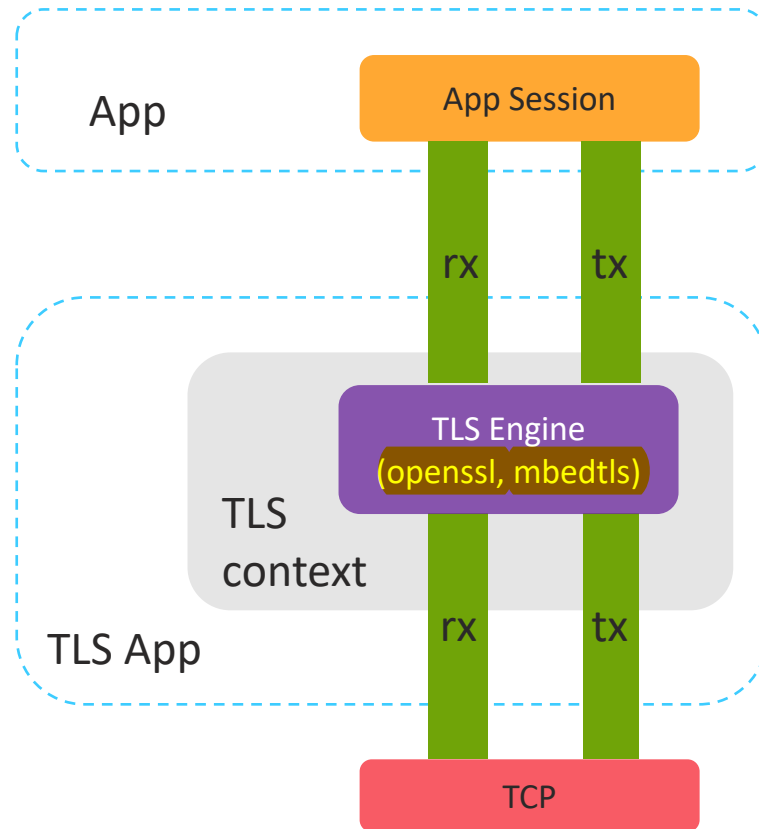 App Session
App
rx tx
TLS Engine
(openssl, mbedtls)
TLS
context
rx tx
TLS App
TCP